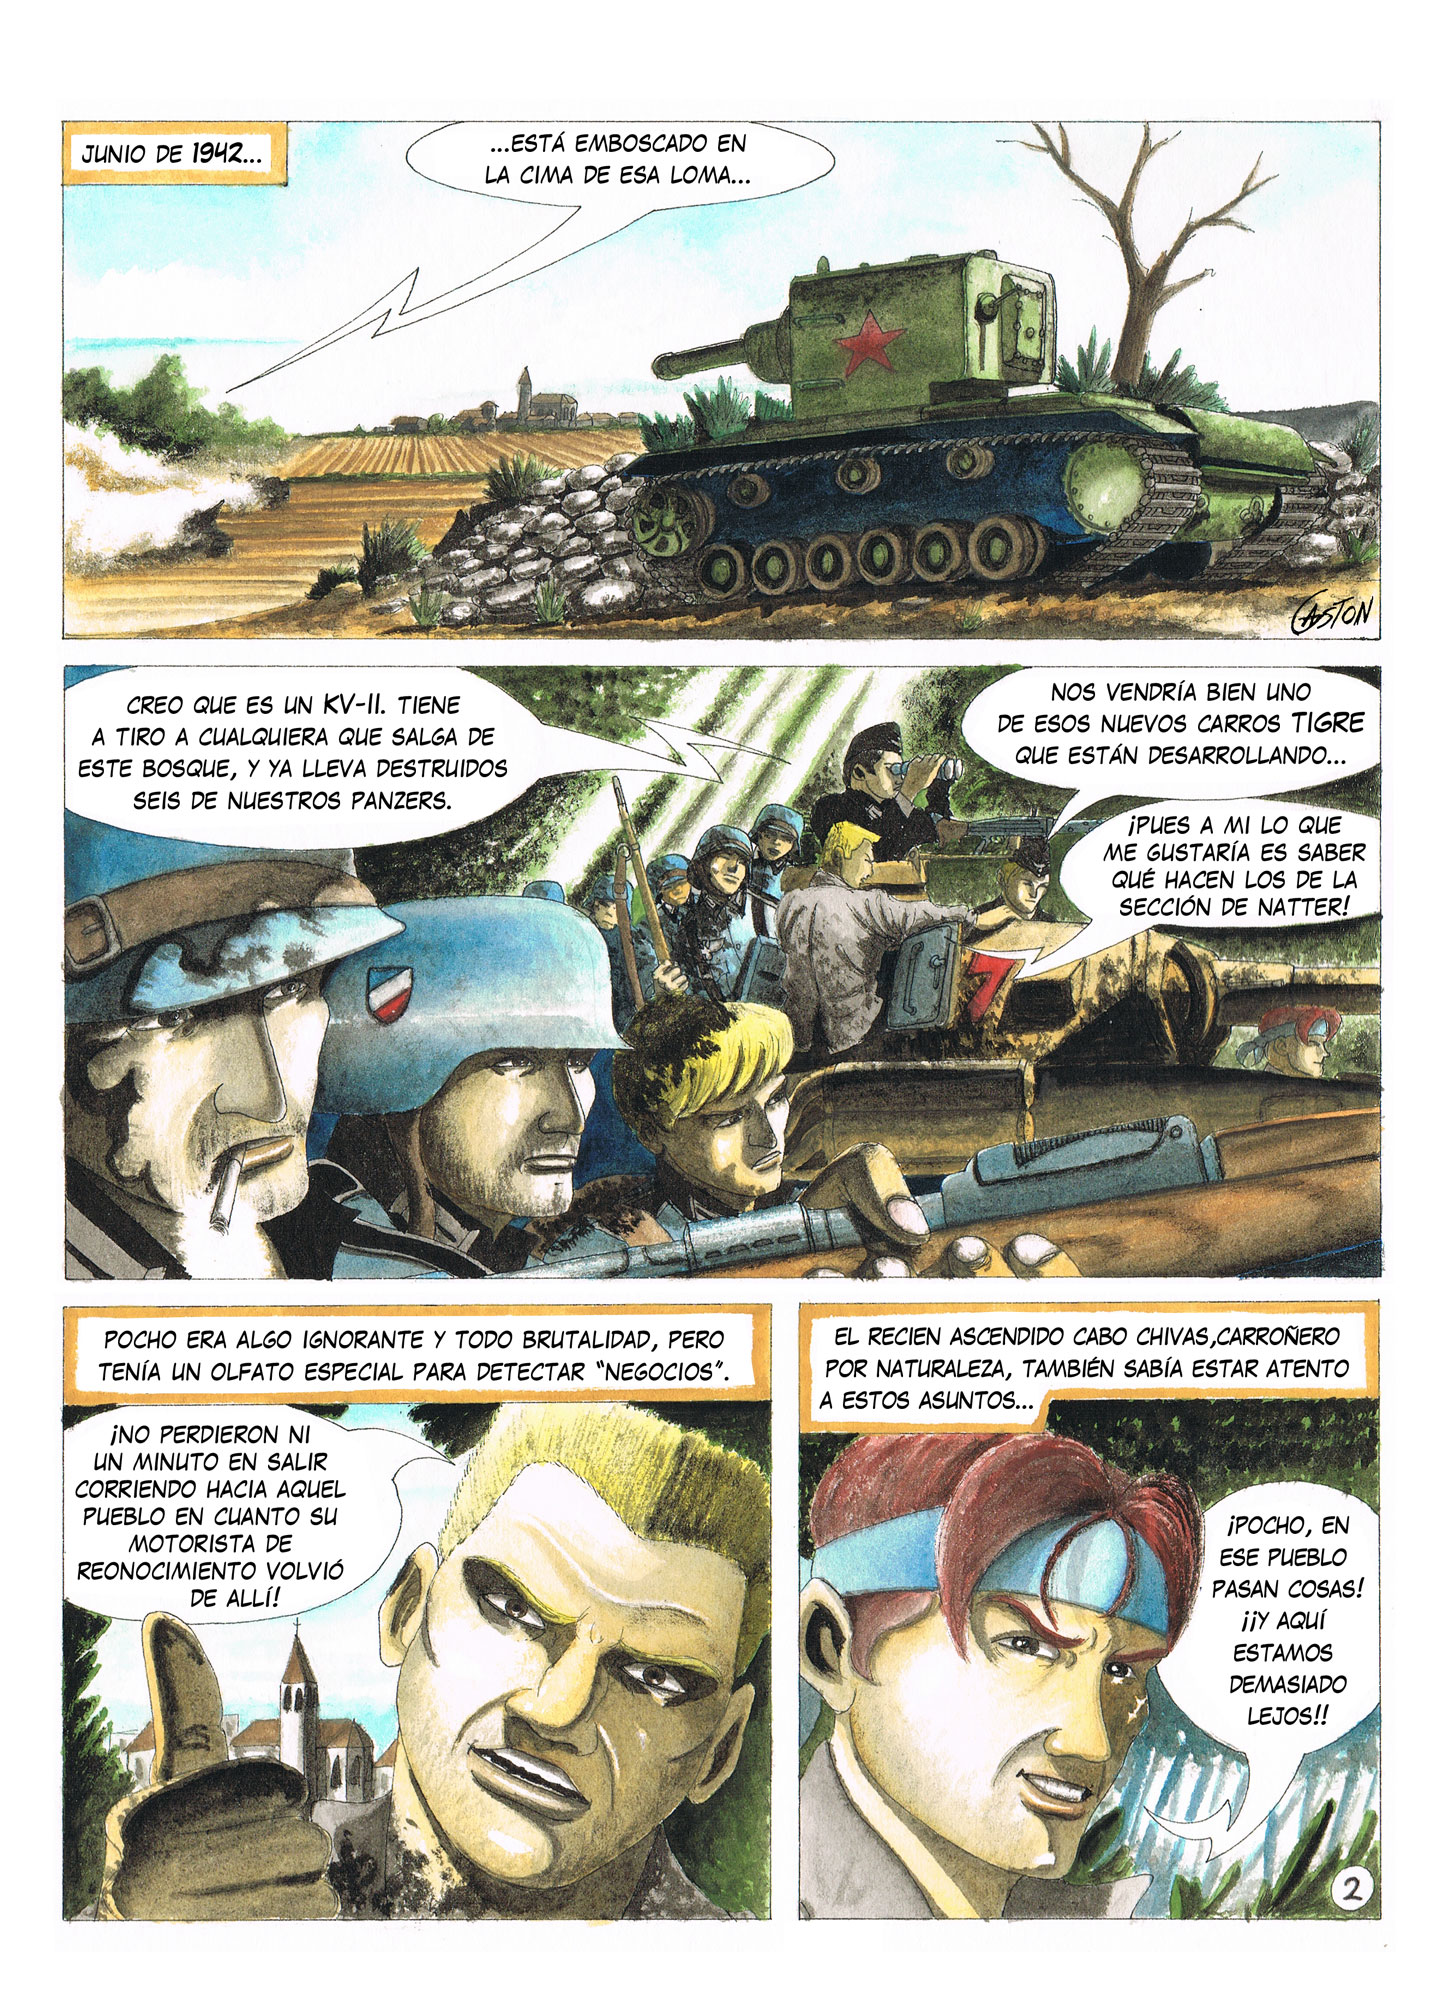 JUNIO DE 1942...
...ESTÁ EMBOSCADO EN
LA CIMA DE ESA LOMA...
GASTON
CREO QUE ES UN KV-II. TIENE
A TIRO A CUALQUIERA QUE SALGA DE
ESTE BOSQUE, Y YA LLEVA DESTRUIDOS
SEIS DE NUESTROS PANZERS.
NOS VENDRÍA BIEN UNO
DE ESOS NUEVOS CARROS TIGRE
QUE ESTÁN DESARROLLANDO...
¡PUES A MI LO QUE
ME GUSTARÍA ES SABER
QUÉ HACEN LOS DE LA
SECCIÓN DE NATTER!
7
POCHO ERA ALGO IGNORANTE Y TODO BRUTALIDAD, PERO
TENÍA UN OLFATO ESPECIAL PARA DETECTAR "NEGOCIOS".
¡NO PERDIERON NI
UN MINUTO EN SALIR
CORRIENDO HACIA AQUEL
PUEBLO EN CUANTO SU
MOTORISTA DE
REONOCIMIENTO VOLVIÓ
DE ALLÍ!
EL RECIEN ASCENDIDO CABO CHIVAS,CARROÑERO
POR NATURALEZA, TAMBIÉN SABÍA ESTAR ATENTO
A ESTOS ASUNTOS...
¡POCHO, EN
ESE PUEBLO
PASAN COSAS!
¡¡Y AQUÍ
ESTAMOS
DEMASIADO
LEJOS!!
2